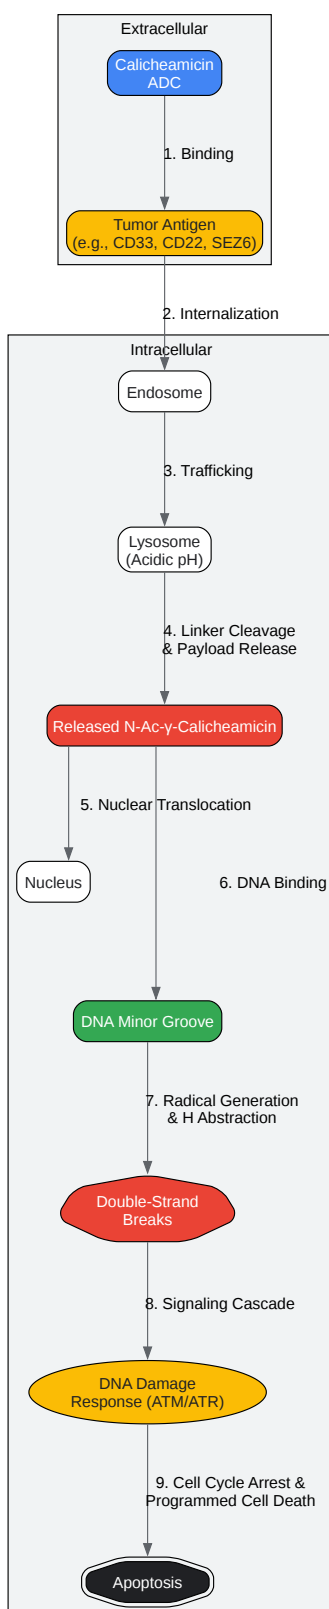 Extracellular
Calicheamicin
ADC
1. Binding
Tumor Antigen
(e.g., CD33, CD22, SEZ6)
2. Internalization
Intracellular
Endosome
3. Trafficking
Lysosome
(Acidic pH)
4. Linker Cleavage
& Payload Release
Released N-Ac-γ-Calicheamicin
5. Nuclear Translocation
Nucleus
6. DNA Binding
DNA Minor Groove
7. Radical Generation
& H Abstraction
Double-Strand
Breaks
8. Signaling Cascade
DNA Damage
Response (ATM/ATR)
9. Cell Cycle Arrest &
Programmed Cell Death
Apoptosis